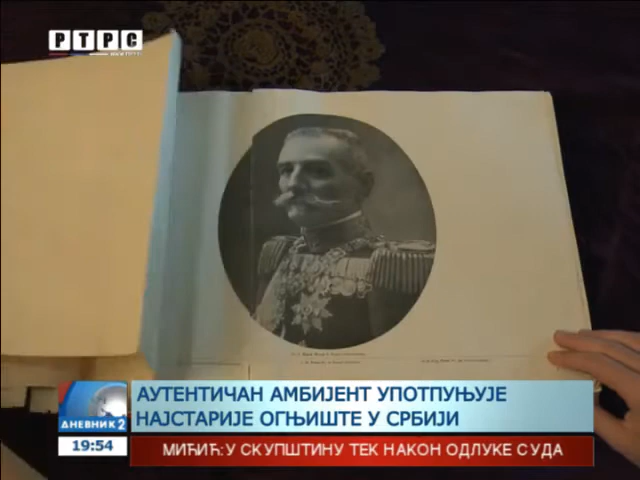 РТРС
АУТЕНТИЧАН АМБИЈЕНТ УПОТПУЊУЈЕ
НАЈСТАРИЈЕ ОГЊИШТЕ У СРБИЈИ
ДНЕВНИК 2
19:54
МИЋИЋ:У СКУПШТИНУ ТЕК НАКОН ОДЛУКЕ СУДА